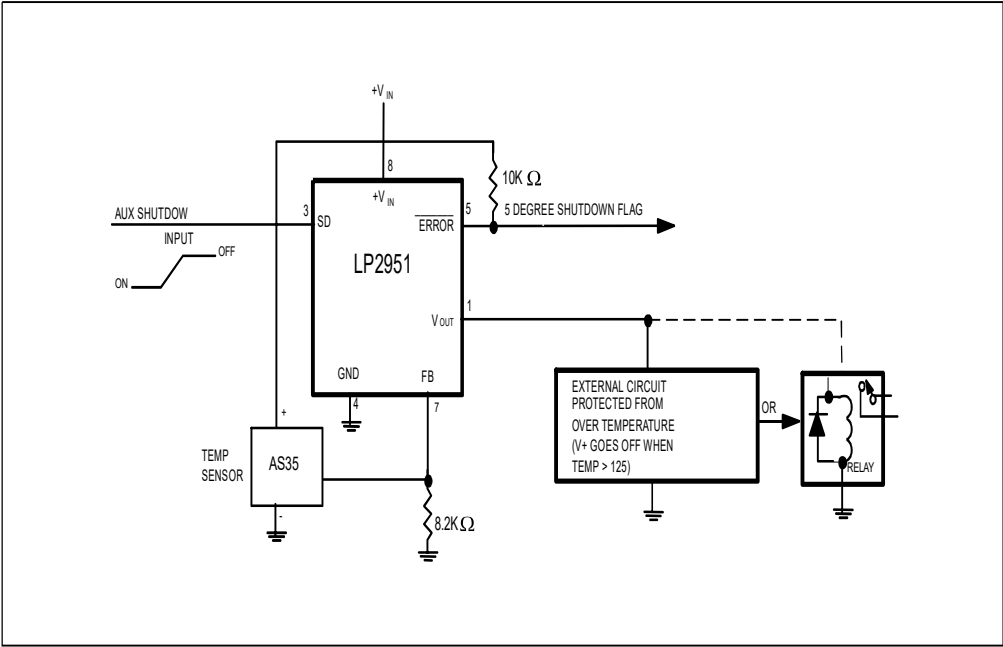 +V IN
8
+V IN
10K Ω
AUX SHUTDOW
3
SD
5
ERROR
5 DEGREE SHUTDOWN FLAG
INPUT
OFF
ON
LP2951
1
V OUT
GND
FB
4
7
EXTERNAL CIRCUIT
PROTECTED FROM
OVER TEMPERATURE
(V+ GOES OFF WHEN
TEMP > 125)
OR
RELAY
+
TEMP
SENSOR
AS35
-
8.2KΩ